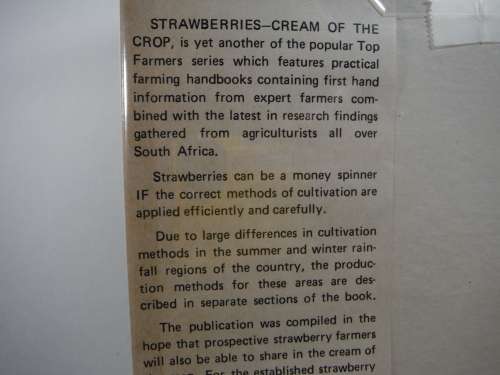 STRAWBERRIES—CREAM OF THE
CROP, is yet another of the popular Top
Farmers series which features practical
farming handbooks containing first hand
information from expert farmers com-
bined with the latest in research findings
gathered from agriculturists all over
South Africa.
Strawberries can be a money spinner
IF the correct methods of cultivation are
applied efficiently and carefully.
Due to large differences in cultivation
methods in the summer and winter rain-
fall regions of the country, the produc-
tion methods for these areas are des-
cribed in separate sections of the book.
The publication was compiled in the
hope that prospective strawberry farmers
will also be able to share in the cream of
For the established strawberry